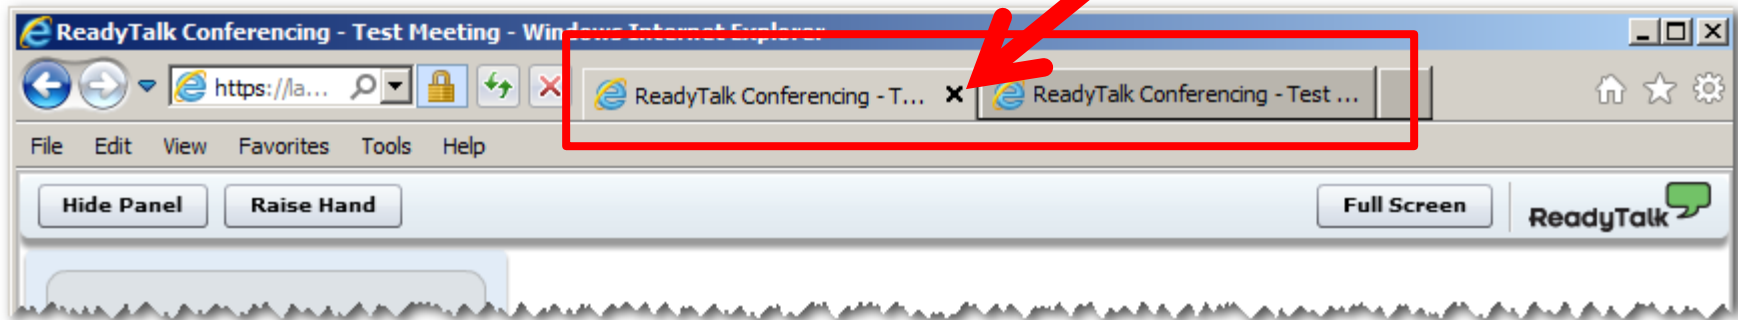 ReadyTalk Conferencing - Test Meeting - Windows Internet Explorer
https://la... ReadyTalk Conferencing - T... ReadyTalk Conferencing - Test ...
File Edit View Favorites Tools Help
Hide Panel Raise Hand Full Screen ReadyTalk